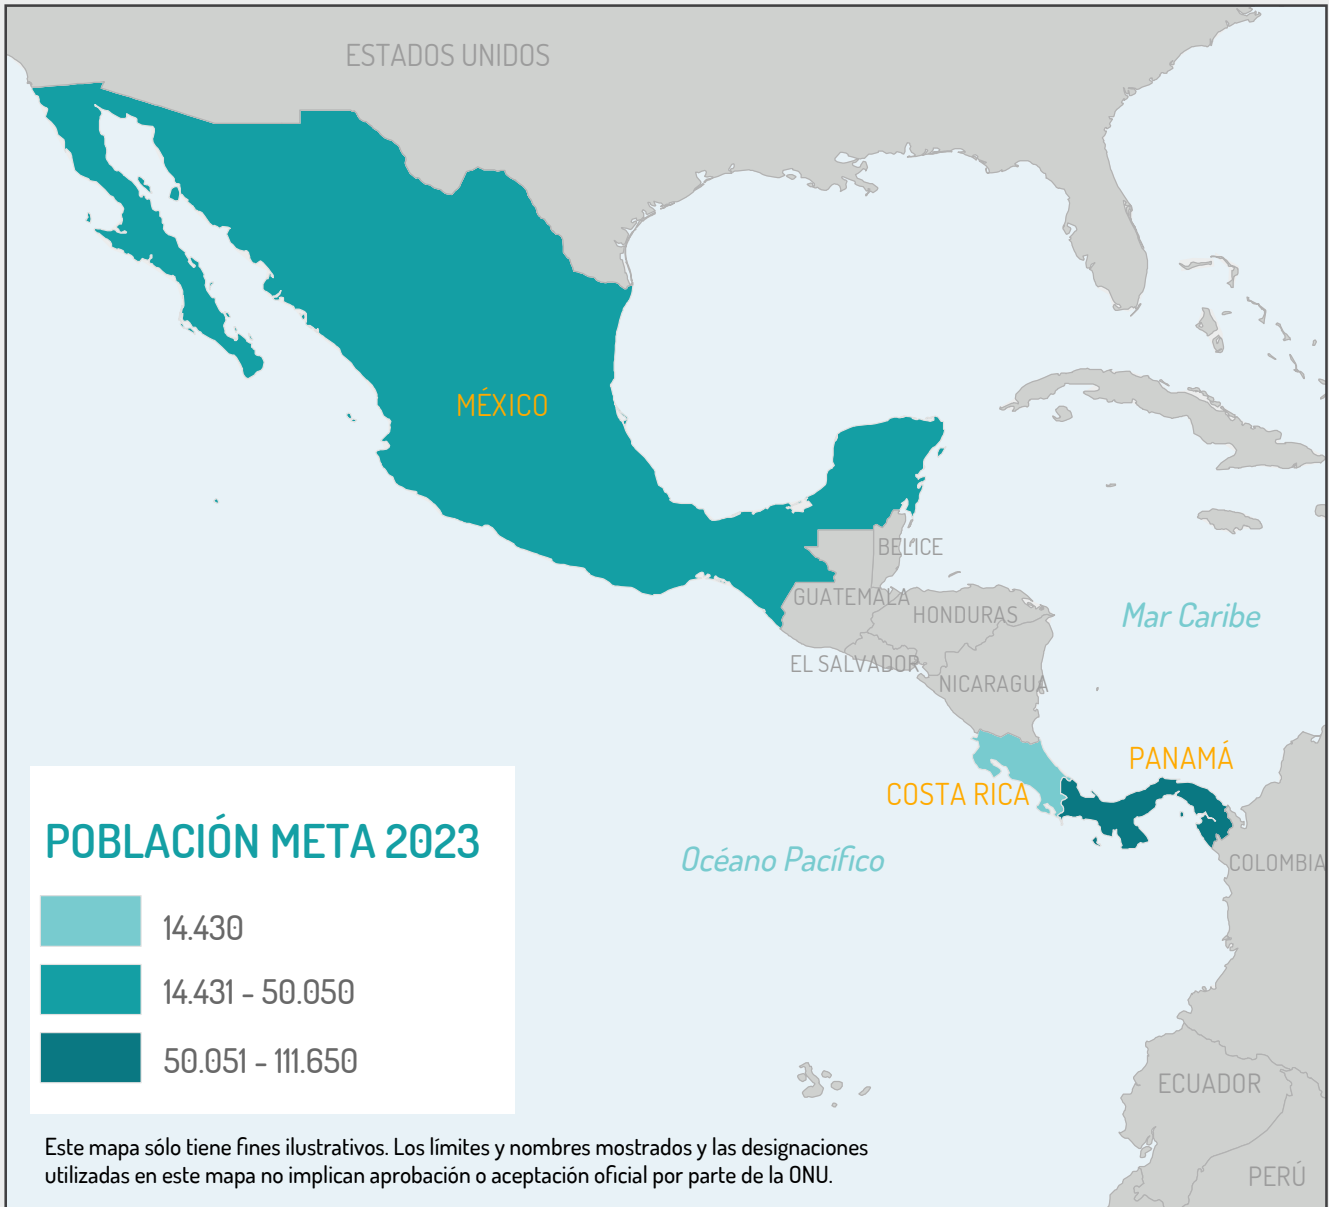 ESTADOS UNIDOS
MÉXICO
BELICE
GUATEMALA
HONDURAS
Mar Caribe
EL SALVADOR
NICARAGUA
PANAMÁ
COSTA RICA
POBLACIÓN META 2023
Océano Pacífico
COLOMBIA
14.430
14.431 - 50.050
50.051 - 111.650
ECUADOR
Este mapa sólo tiene fines ilustrativos. Los límites y nombres mostrados y las designaciones
utilizadas en este mapa no implican aprobación o aceptación oficial por parte de la ONU.
PERÚ